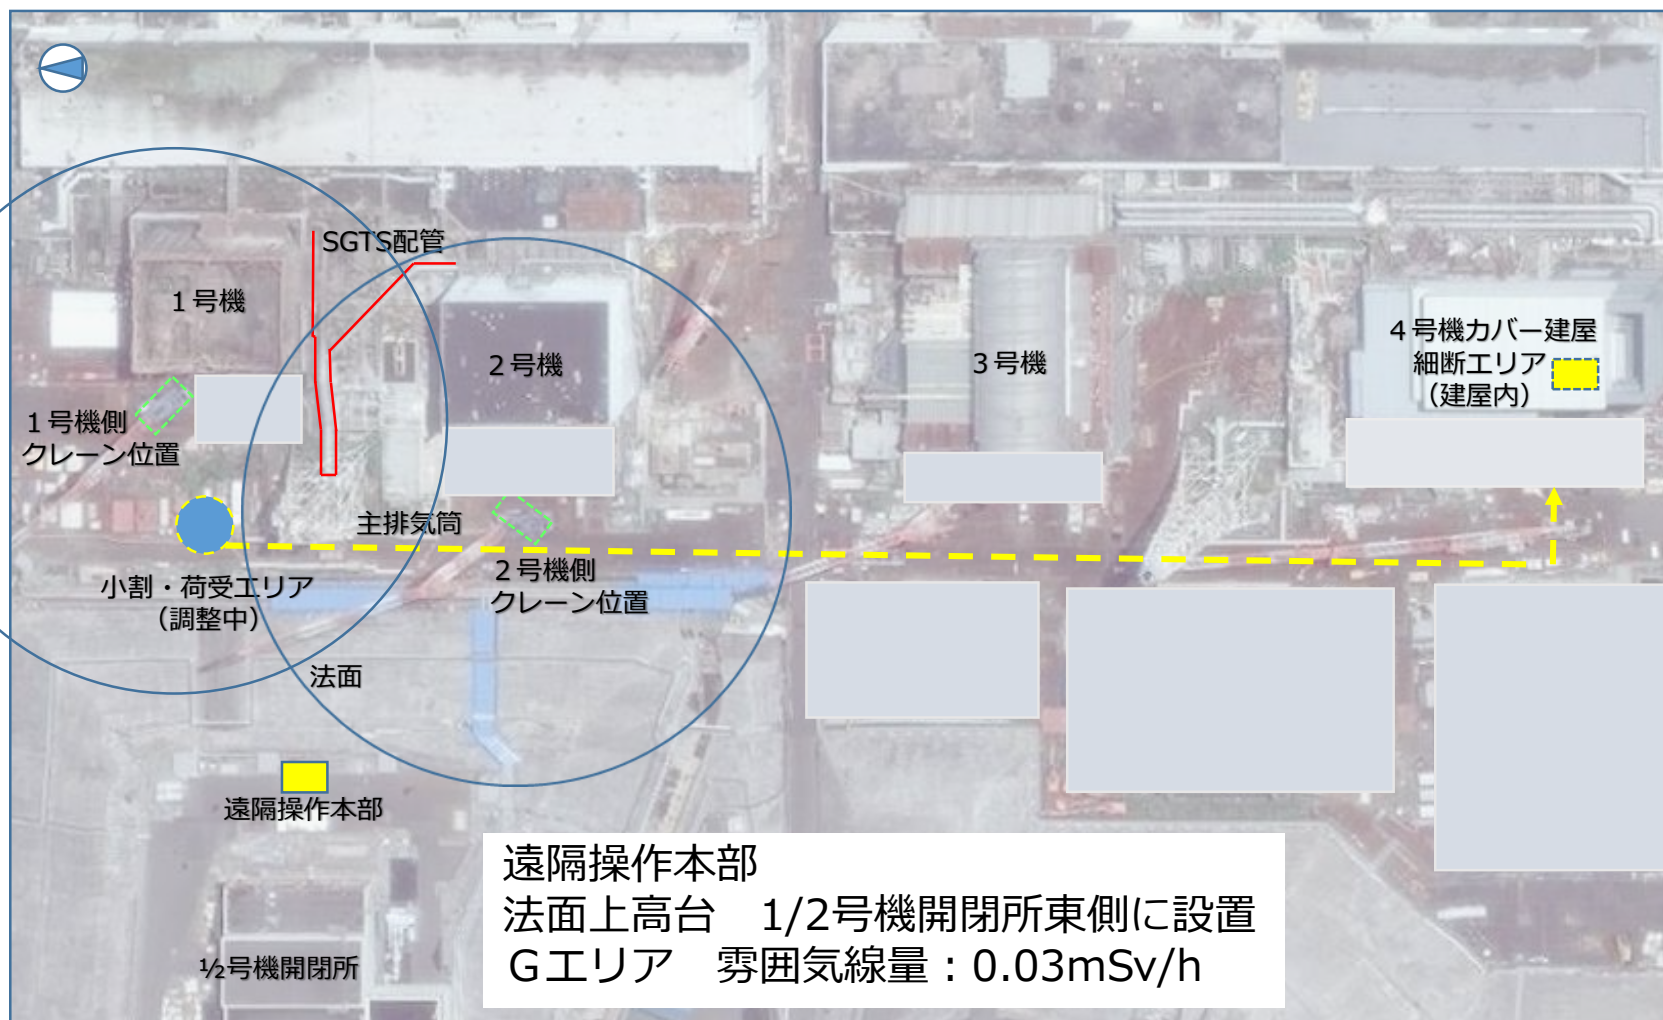 SGTS配管
１号機
２号機
３号機
４号機カバー建屋
細断エリア
（建屋内）
１号機側
クレーン位置
主排気筒
２号機側
クレーン位置
小割・荷受エリア
（調整中）
法面
遠隔操作本部
遠隔操作本部
法面上高台　1/2号機開閉所東側に設置
Ｇエリア　雰囲気線量：0.03mSv/h
½号機開閉所